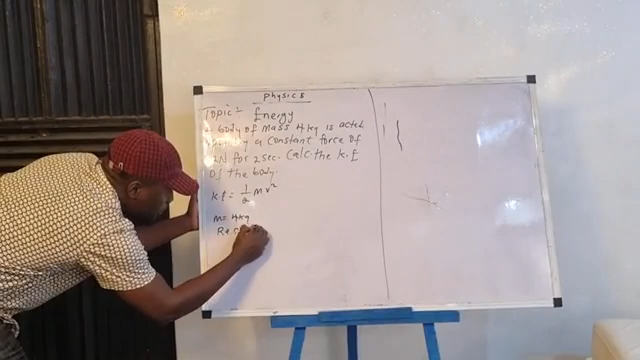 Physics
Topic:- Energy
body of mass 4kg is acted
by a constant force of
N for 2sec. Calc. the k.E
of the body.
kE = 1/2 mv²
m = 4kg